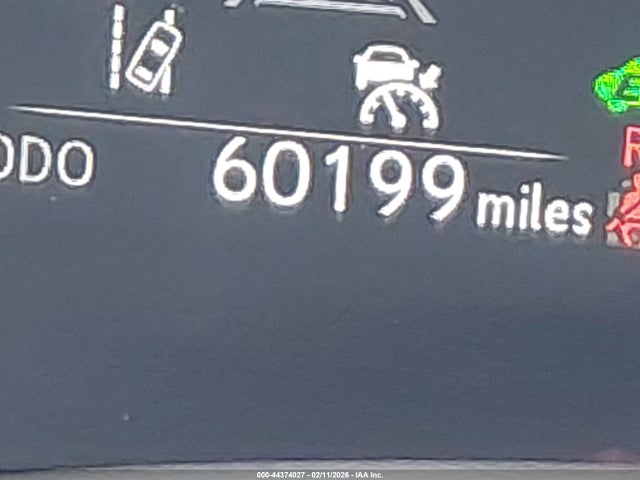 ODO 60199 miles
R
000-44374027 - 02/11/2026 - IAA Inc.